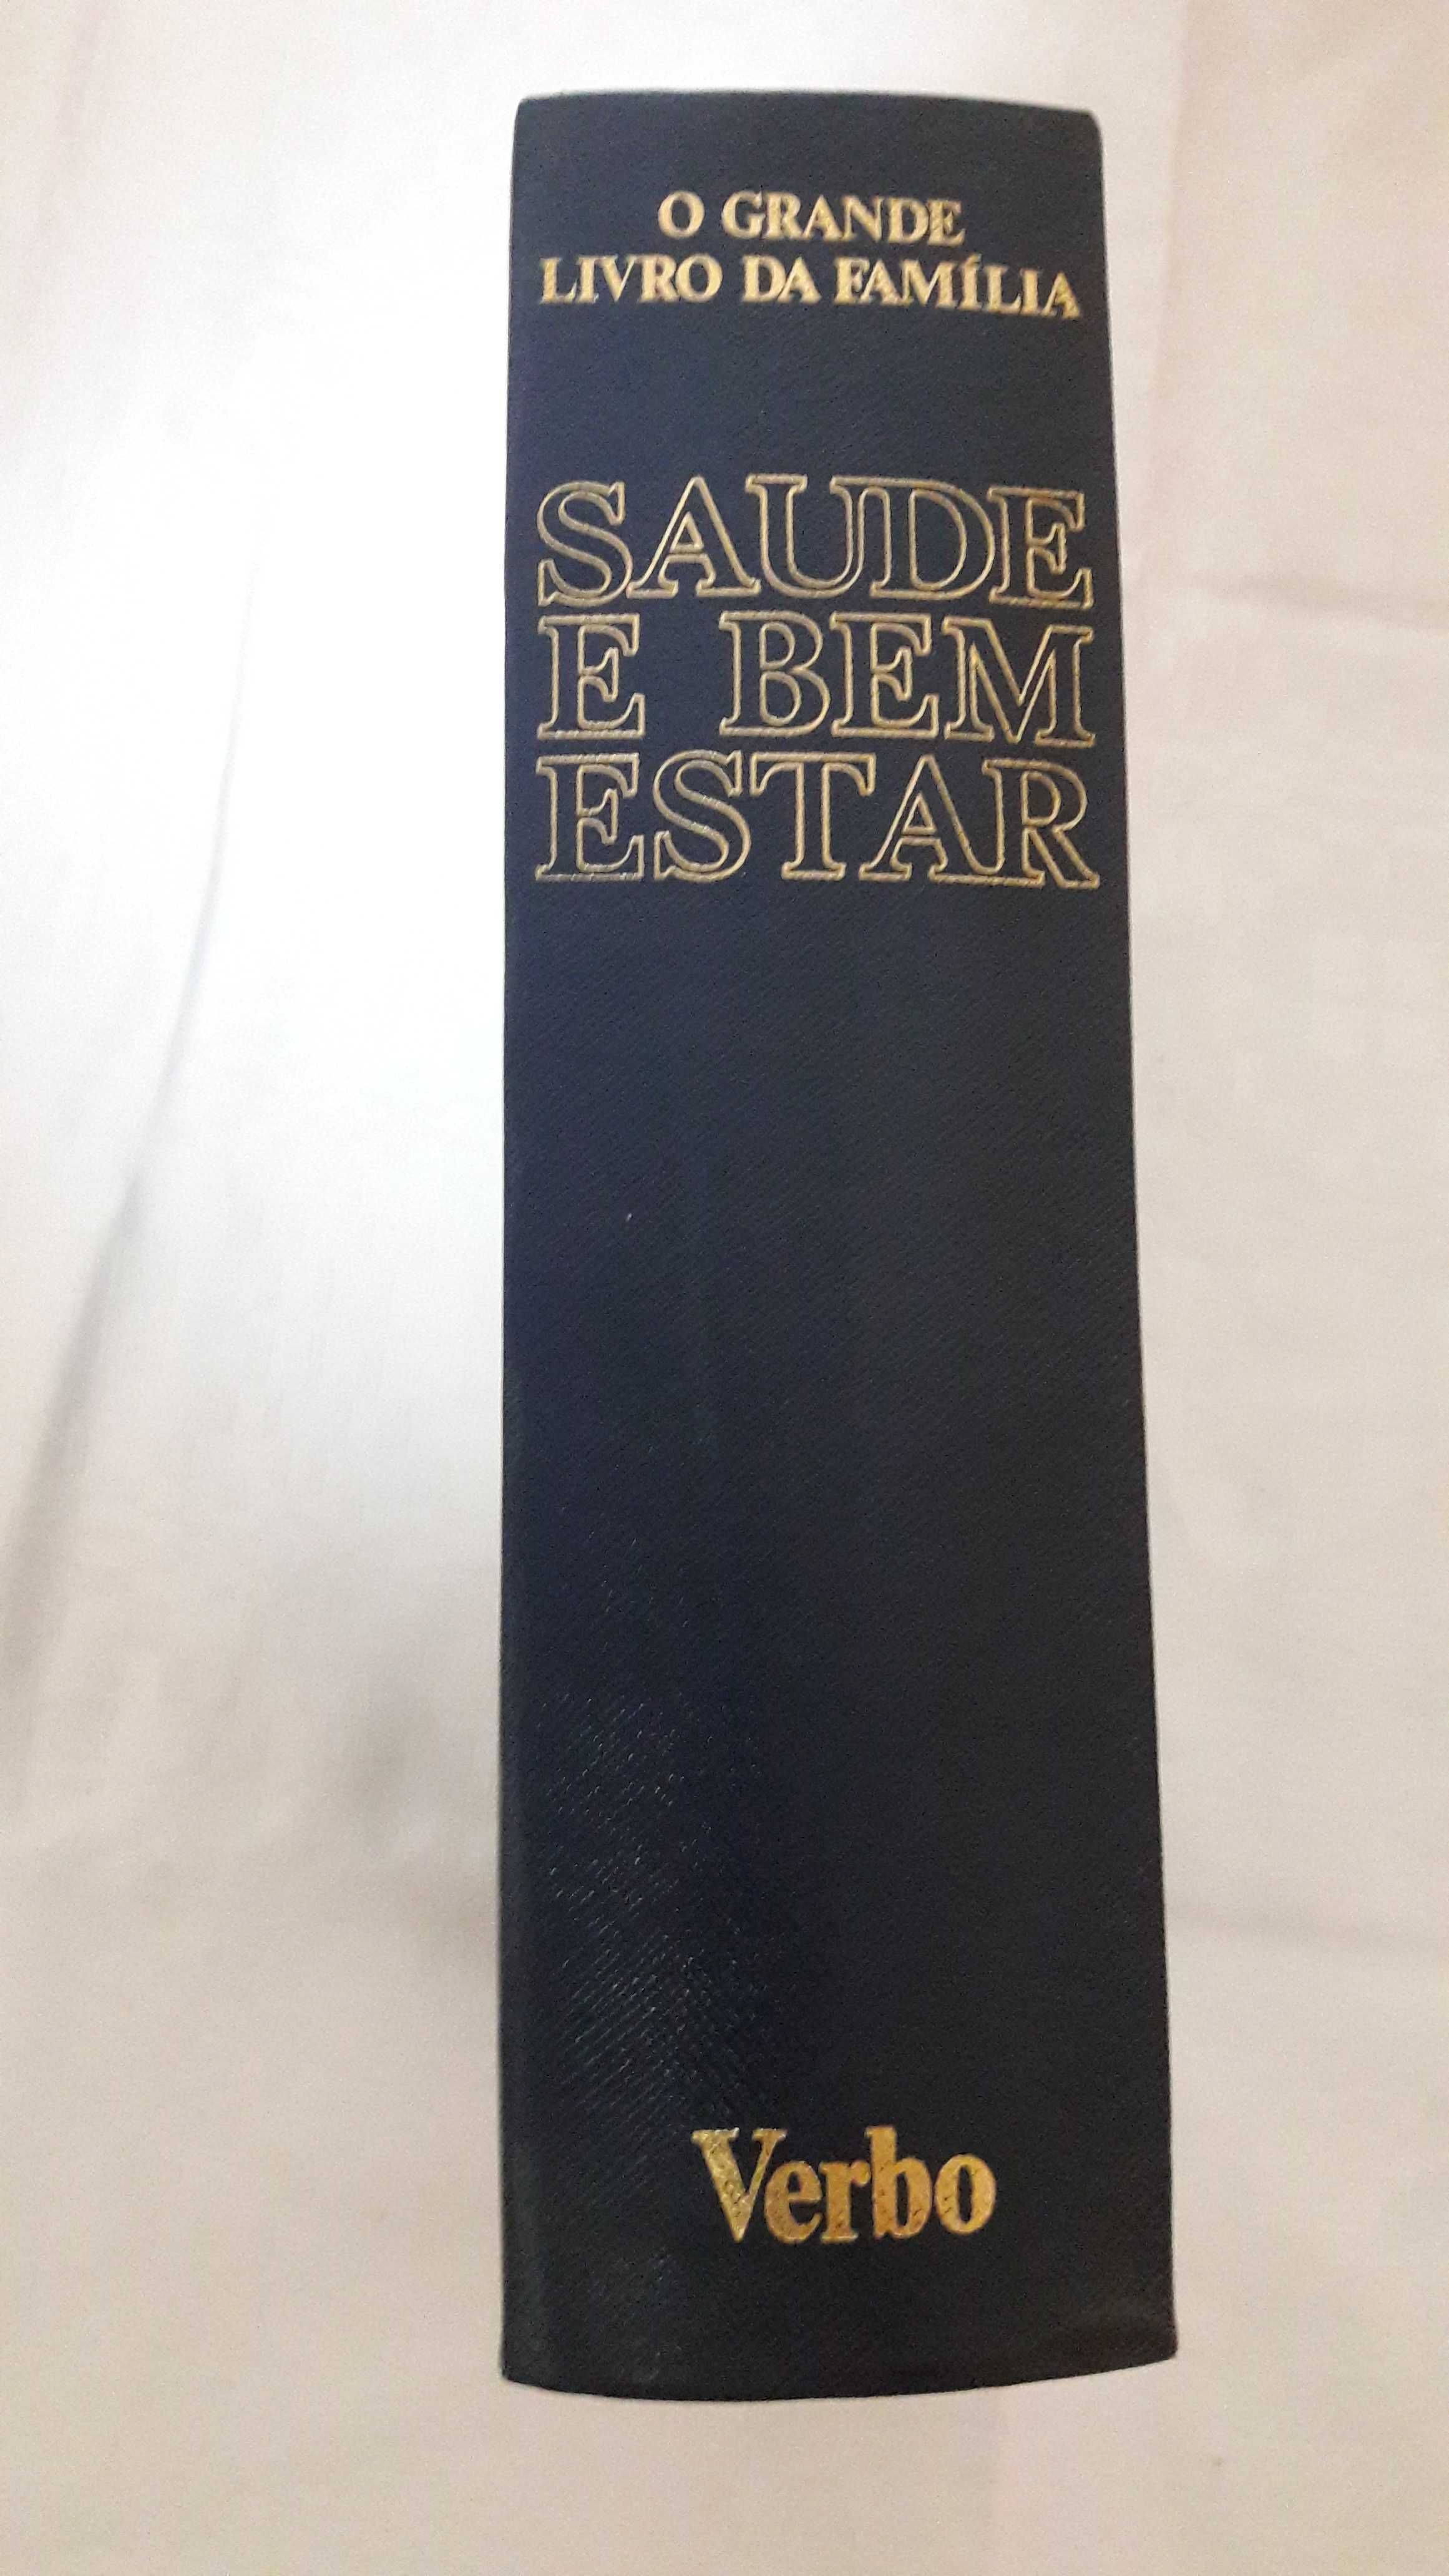 O GRANDE
LIVRO DA FAMÍLIA
SAUDE
E BEM
ESTAR
Verbo